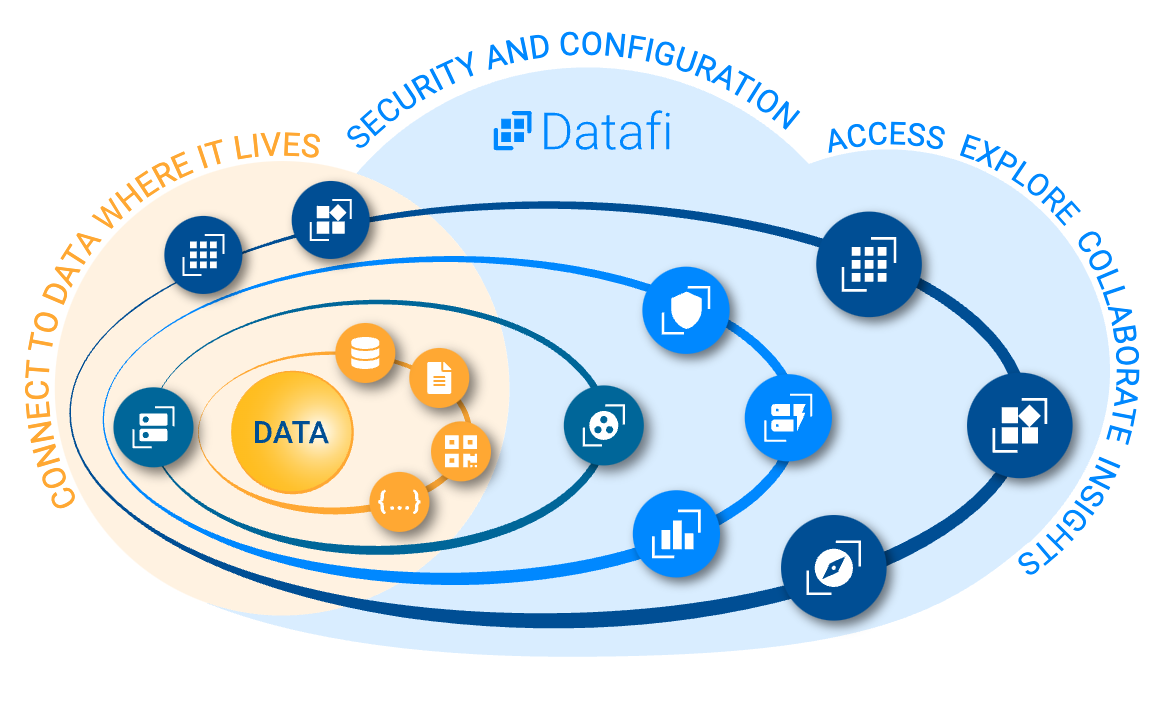 CONNECT TO DATA WHERE IT LIVES
SECURITY AND CONFIGURATION
ACCESS EXPLORE COLLABORATE INSIGHTS
Datafi
DATA
{...}